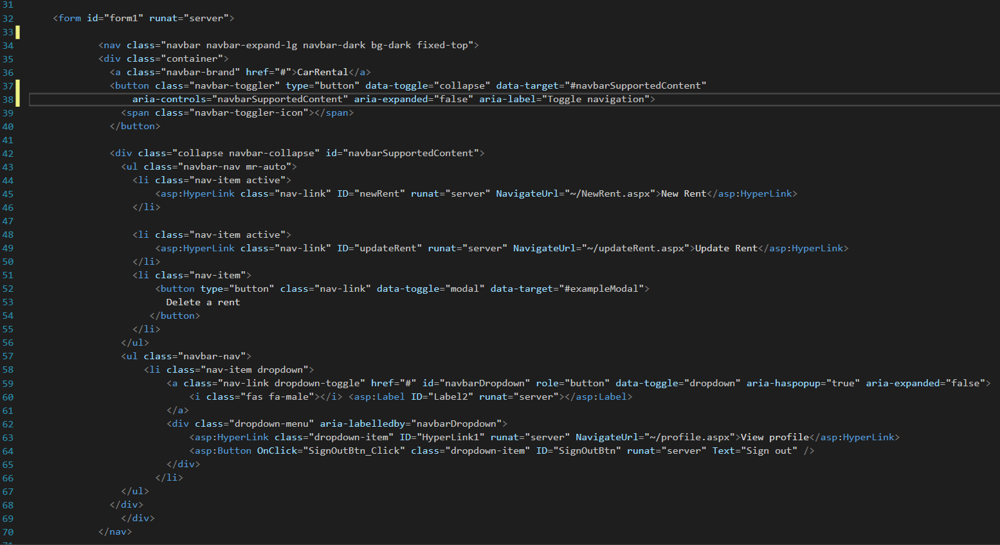 31
32 <form id="form1" runat="server">
33
34 <nav class="navbar navbar-expand-lg navbar-dark bg-dark fixed-top">
35 <div class="container">
36 <a class="navbar-brand" href="#">CarRental</a>
37 <button class="navbar-toggler" type="button" data-toggle="collapse" data-target="#navbarSupportedContent"
38 aria-controls="navbarSupportedContent" aria-expanded="false" aria-label="Toggle navigation">
39 <span class="navbar-toggler-icon"></span>
40 </button>
41
42 <div class="collapse navbar-collapse" id="navbarSupportedContent">
43 <ul class="navbar-nav mr-auto">
44 <li class="nav-item active">
45 <asp:HyperLink class="nav-link" ID="newRent" runat="server" NavigateUrl="~/NewRent.aspx">New Rent</asp:HyperLink>
46 </li>
47
48 <li class="nav-item active">
49 <asp:HyperLink class="nav-link" ID="updateRent" runat="server" NavigateUrl="~/updateRent.aspx">Update Rent</asp:HyperLink>
50 </li>
51 <li class="nav-item">
52 <button type="button" class="nav-link" data-toggle="modal" data-target="#exampleModal">
53 Delete a rent
54 </button>
55 </li>
56 </ul>
57 <ul class="navbar-nav">
58 <li class="nav-item dropdown">
59 <a class="nav-link dropdown-toggle" href="#" id="navbarDropdown" role="button" data-toggle="dropdown" aria-haspopup="true" aria-expanded="false">
60 <i class="fas fa-male"></i> <asp:Label ID="Label2" runat="server"></asp:Label>
61 </a>
62 <div class="dropdown-menu" aria-labelledby="navbarDropdown">
63 <asp:HyperLink class="dropdown-item" ID="HyperLink1" runat="server" NavigateUrl="~/profile.aspx">View profile</asp:HyperLink>
64 <asp:Button OnClick="SignOutBtn_Click" class="dropdown-item" ID="SignOutBtn" runat="server" Text="Sign out" />
65 </div>
66 </li>
67 </ul>
68 </div>
69 </div>
70 </nav>